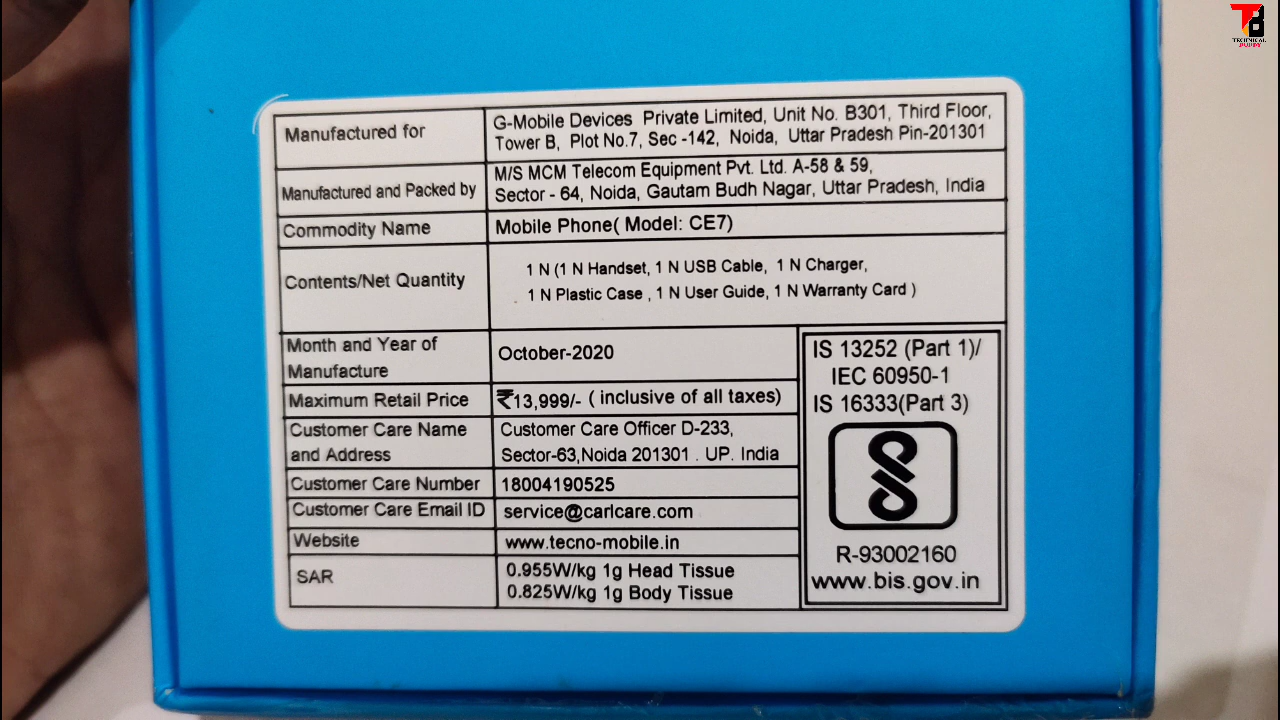 TB
TECHNICAL
BUDDY
Manufactured for
G-Mobile Devices Private Limited, Unit No. B301, Third Floor,
Tower B, Plot No.7, Sec -142, Noida, Uttar Pradesh Pin-201301
Manufactured and Packed by
M/S MCM Telecom Equipment Pvt. Ltd. A-58 & 59,
Sector - 64, Noida, Gautam Budh Nagar, Uttar Pradesh, India
Commodity Name
Mobile Phone( Model: CE7)
Contents/Net Quantity
1 N (1 N Handset, 1 N USB Cable, 1 N Charger,
1 N Plastic Case , 1 N User Guide, 1 N Warranty Card )
Month and Year of
Manufacture
October-2020
Maximum Retail Price
₹13,999/- ( inclusive of all taxes)
Customer Care Name
and Address
Customer Care Officer D-233,
Sector-63,Noida 201301 . UP. India
Customer Care Number
18004190525
Customer Care Email ID
service@carlcare.com
Website
www.tecno-mobile.in
SAR
0.955W/kg 1g Head Tissue
0.825W/kg 1g Body Tissue
IS 13252 (Part 1)/
IEC 60950-1
IS 16333(Part 3)
R-93002160
www.bis.gov.in